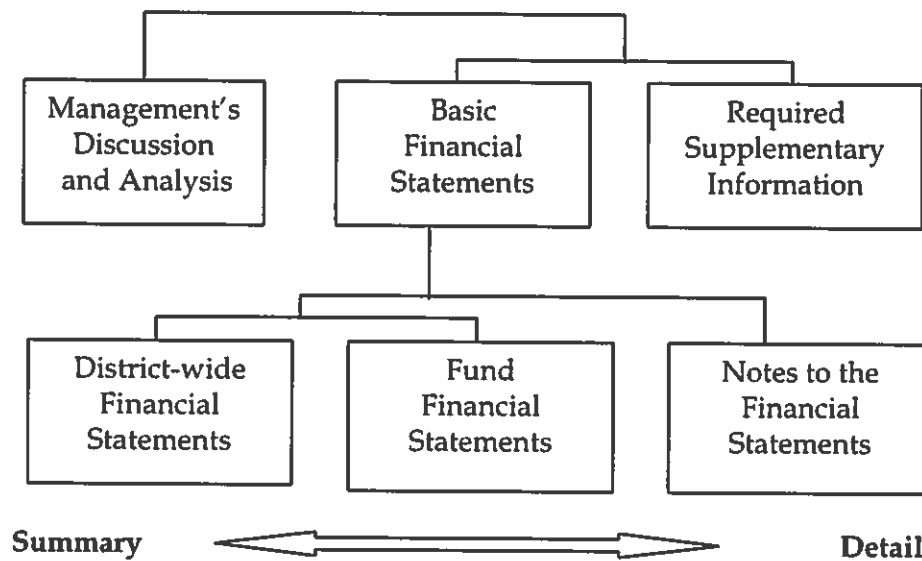 Management's
Discussion
and Analysis
Basic
Financial
Statements
Required
Supplementary
Information
District-wide
Financial
Statements
Fund
Financial
Statements
Notes to the
Financial
Statements
Summary
Detail